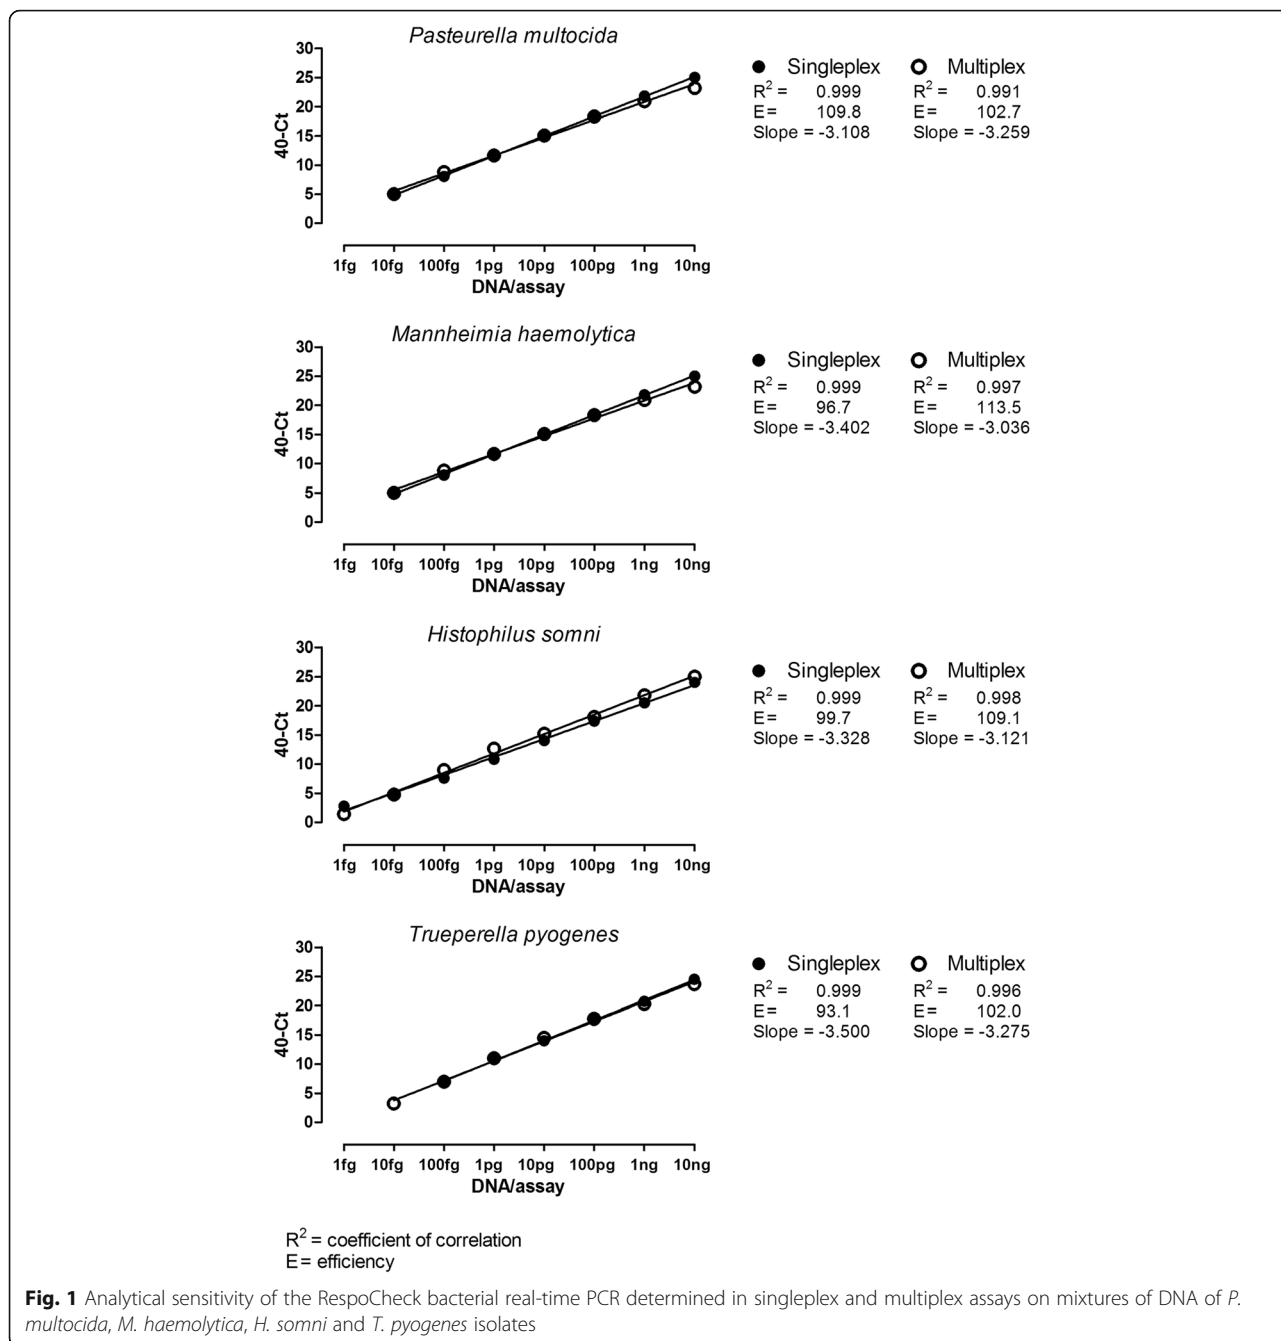 Pasteurella multocida
30
25
20
15
10
5
0
40-Ct
1fg 10fg 100fg 1pg 10pg 100pg 1ng 10ng
DNA/assay
Singleplex Multiplex
R2 = 0.999 R2 = 0.991
E= 109.8 E= 102.7
Slope = -3.108 Slope = -3.259
Mannheimia haemolytica
30
25
20
15
10
5
0
40-Ct
1fg 10fg 100fg 1pg 10pg 100pg 1ng 10ng
DNA/assay
Singleplex Multiplex
R2 = 0.999 R2 = 0.997
E= 96.7 E= 113.5
Slope = -3.402 Slope = -3.036
Histophilus somni
30
25
20
15
10
5
0
40-Ct
1fg 10fg 100fg 1pg 10pg 100pg 1ng 10ng
DNA/assay
Singleplex Multiplex
R2 = 0.999 R2 = 0.998
E= 99.7 E= 109.1
Slope = -3.328 Slope = -3.121
Trueperella pyogenes
30
25
20
15
10
5
0
40-Ct
1fg 10fg 100fg 1pg 10pg 100pg 1ng 10ng
DNA/assay
Singleplex Multiplex
R2 = 0.999 R2 = 0.996
E= 93.1 E= 102.0
Slope = -3.500 Slope = -3.275
R2 = coefficient of correlation
E= efficiency
Fig. 1 Analytical sensitivity of the RespoCheck bacterial real-time PCR determined in singleplex and multiplex assays on mixtures of DNA of P.
multocida, M. haemolytica, H. somni and T. pyogenes isolates